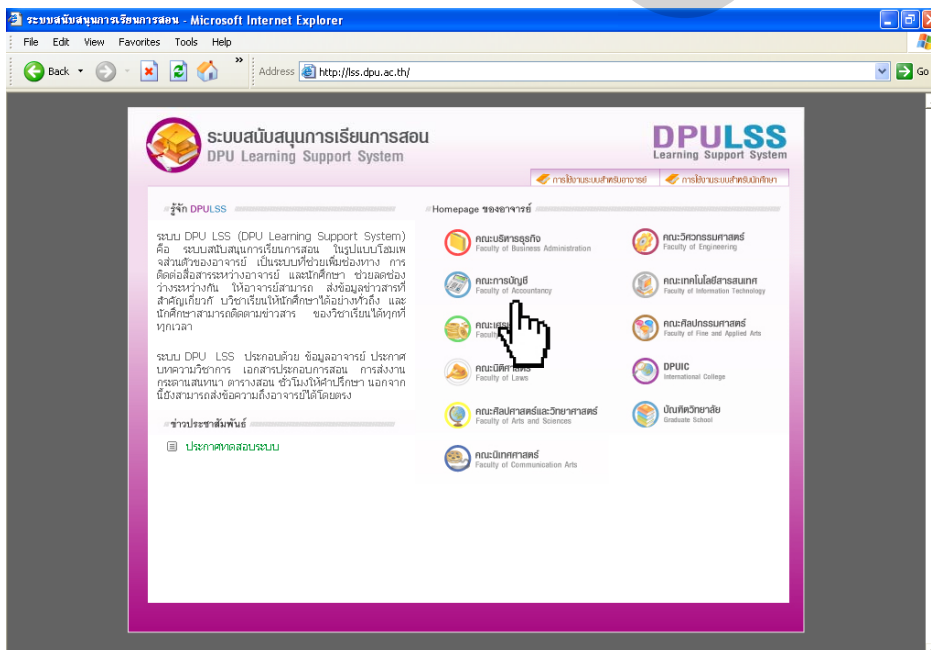 ระบบสนับสนุนการเรียนการสอน - Microsoft Internet Explorer
File Edit View Favorites Tools Help
Back » Address http://lss.dpu.ac.th/ Go
ระบบสนับสนุนการเรียนการสอน
DPU Learning Support System
DPULSS
Learning Support System
การใช้งานระบบสำหรับอาจารย์ การใช้งานระบบสำหรับนักศึกษา
รู้จัก DPULSS
ระบบ DPU LSS (DPU Learning Support System)
คือ ระบบสนับสนุนการเรียนการสอน ในรูปแบบโฮมเพ
จส่วนตัวของอาจารย์ เป็นระบบที่ช่วยเพิ่มช่องทาง การ
ติดต่อสื่อสารระหว่างอาจารย์ และนักศึกษา ช่วยลดช่อง
ว่างระหว่างกัน ให้อาจารย์สามารถ ส่งข้อมูลข่าวสารที่
สำคัญเกี่ยวกั บวิชาเรียนให้นักศึกษาได้อย่างทั่วถึง และ
นักศึกษาสามารถติดตามข่าวสาร ของวิชาเรียนได้ทุกที่
ทุกเวลา
ระบบ DPU LSS ประกอบด้วย ข้อมูลอาจารย์ ประกาศ
บทความวิชาการ เอกสารประกอบการสอน การส่งงาน
กระดานสนทนา ตารางสอน ชั่วโมงให้คำปรึกษา นอกจาก
นี้ยังสามารถส่งข้อความถึงอาจารย์ได้โดยตรง
ข่าวประชาสัมพันธ์
ประกาศทดสอบระบบ
Homepage ของอาจารย์
คณะบริหารธุรกิจ
Faculty of Business Administration
คณะวิศวกรรมศาสตร์
Faculty of Engineering
คณะการบัญชี
Faculty of Accountancy
คณะเทคโนโลยีสารสนเทศ
Faculty of Information Technology
คณะศิลปกรรมศาสตร์
Faculty of Fine and Applied Arts
คณะนิติศาสตร์
Faculty of Laws
DPUIC
International College
คณะศิลปศาสตร์และวิทยาศาสตร์
Faculty of Arts and Sciences
บัณฑิตวิทยาลัย
Graduate School
คณะนิเทศศาสตร์
Faculty of Communication Arts